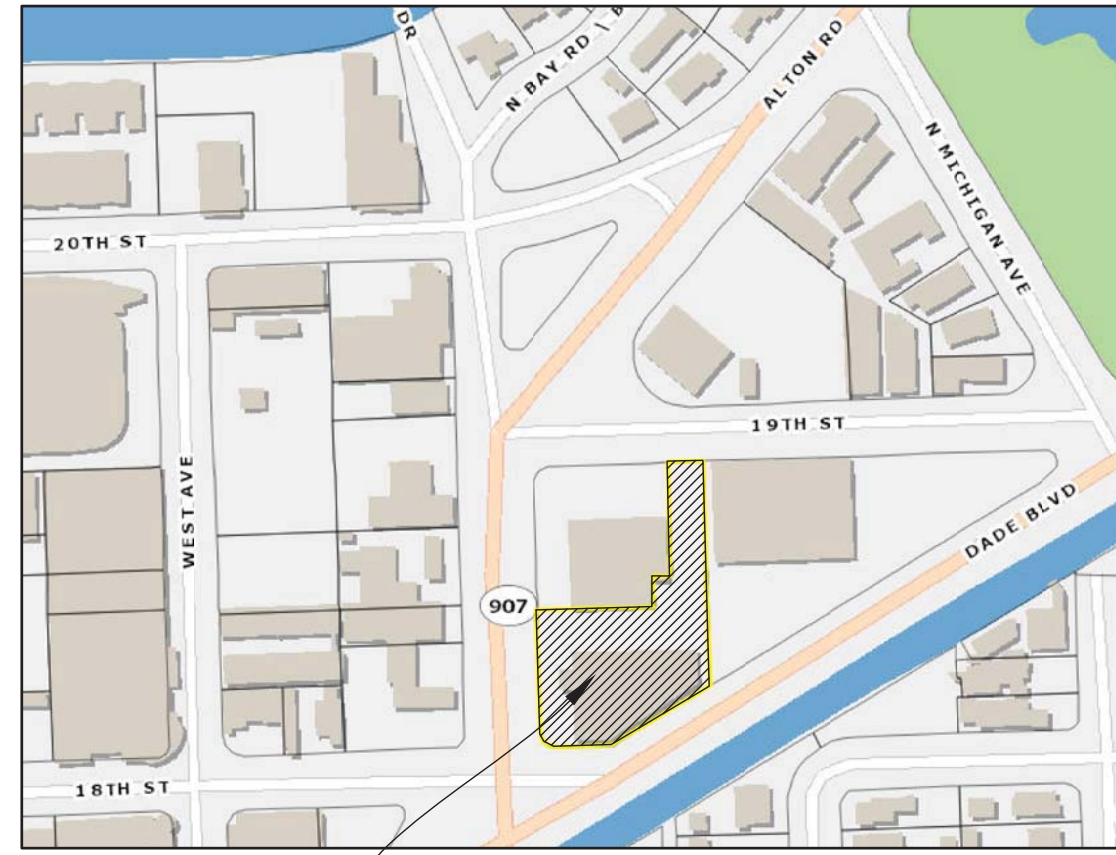 DR
N BAY RD \ B
ALTON RD
N MICHIGAN AVE
20TH ST
19TH ST
WEST AVE
DADE BLVD
907
18TH ST